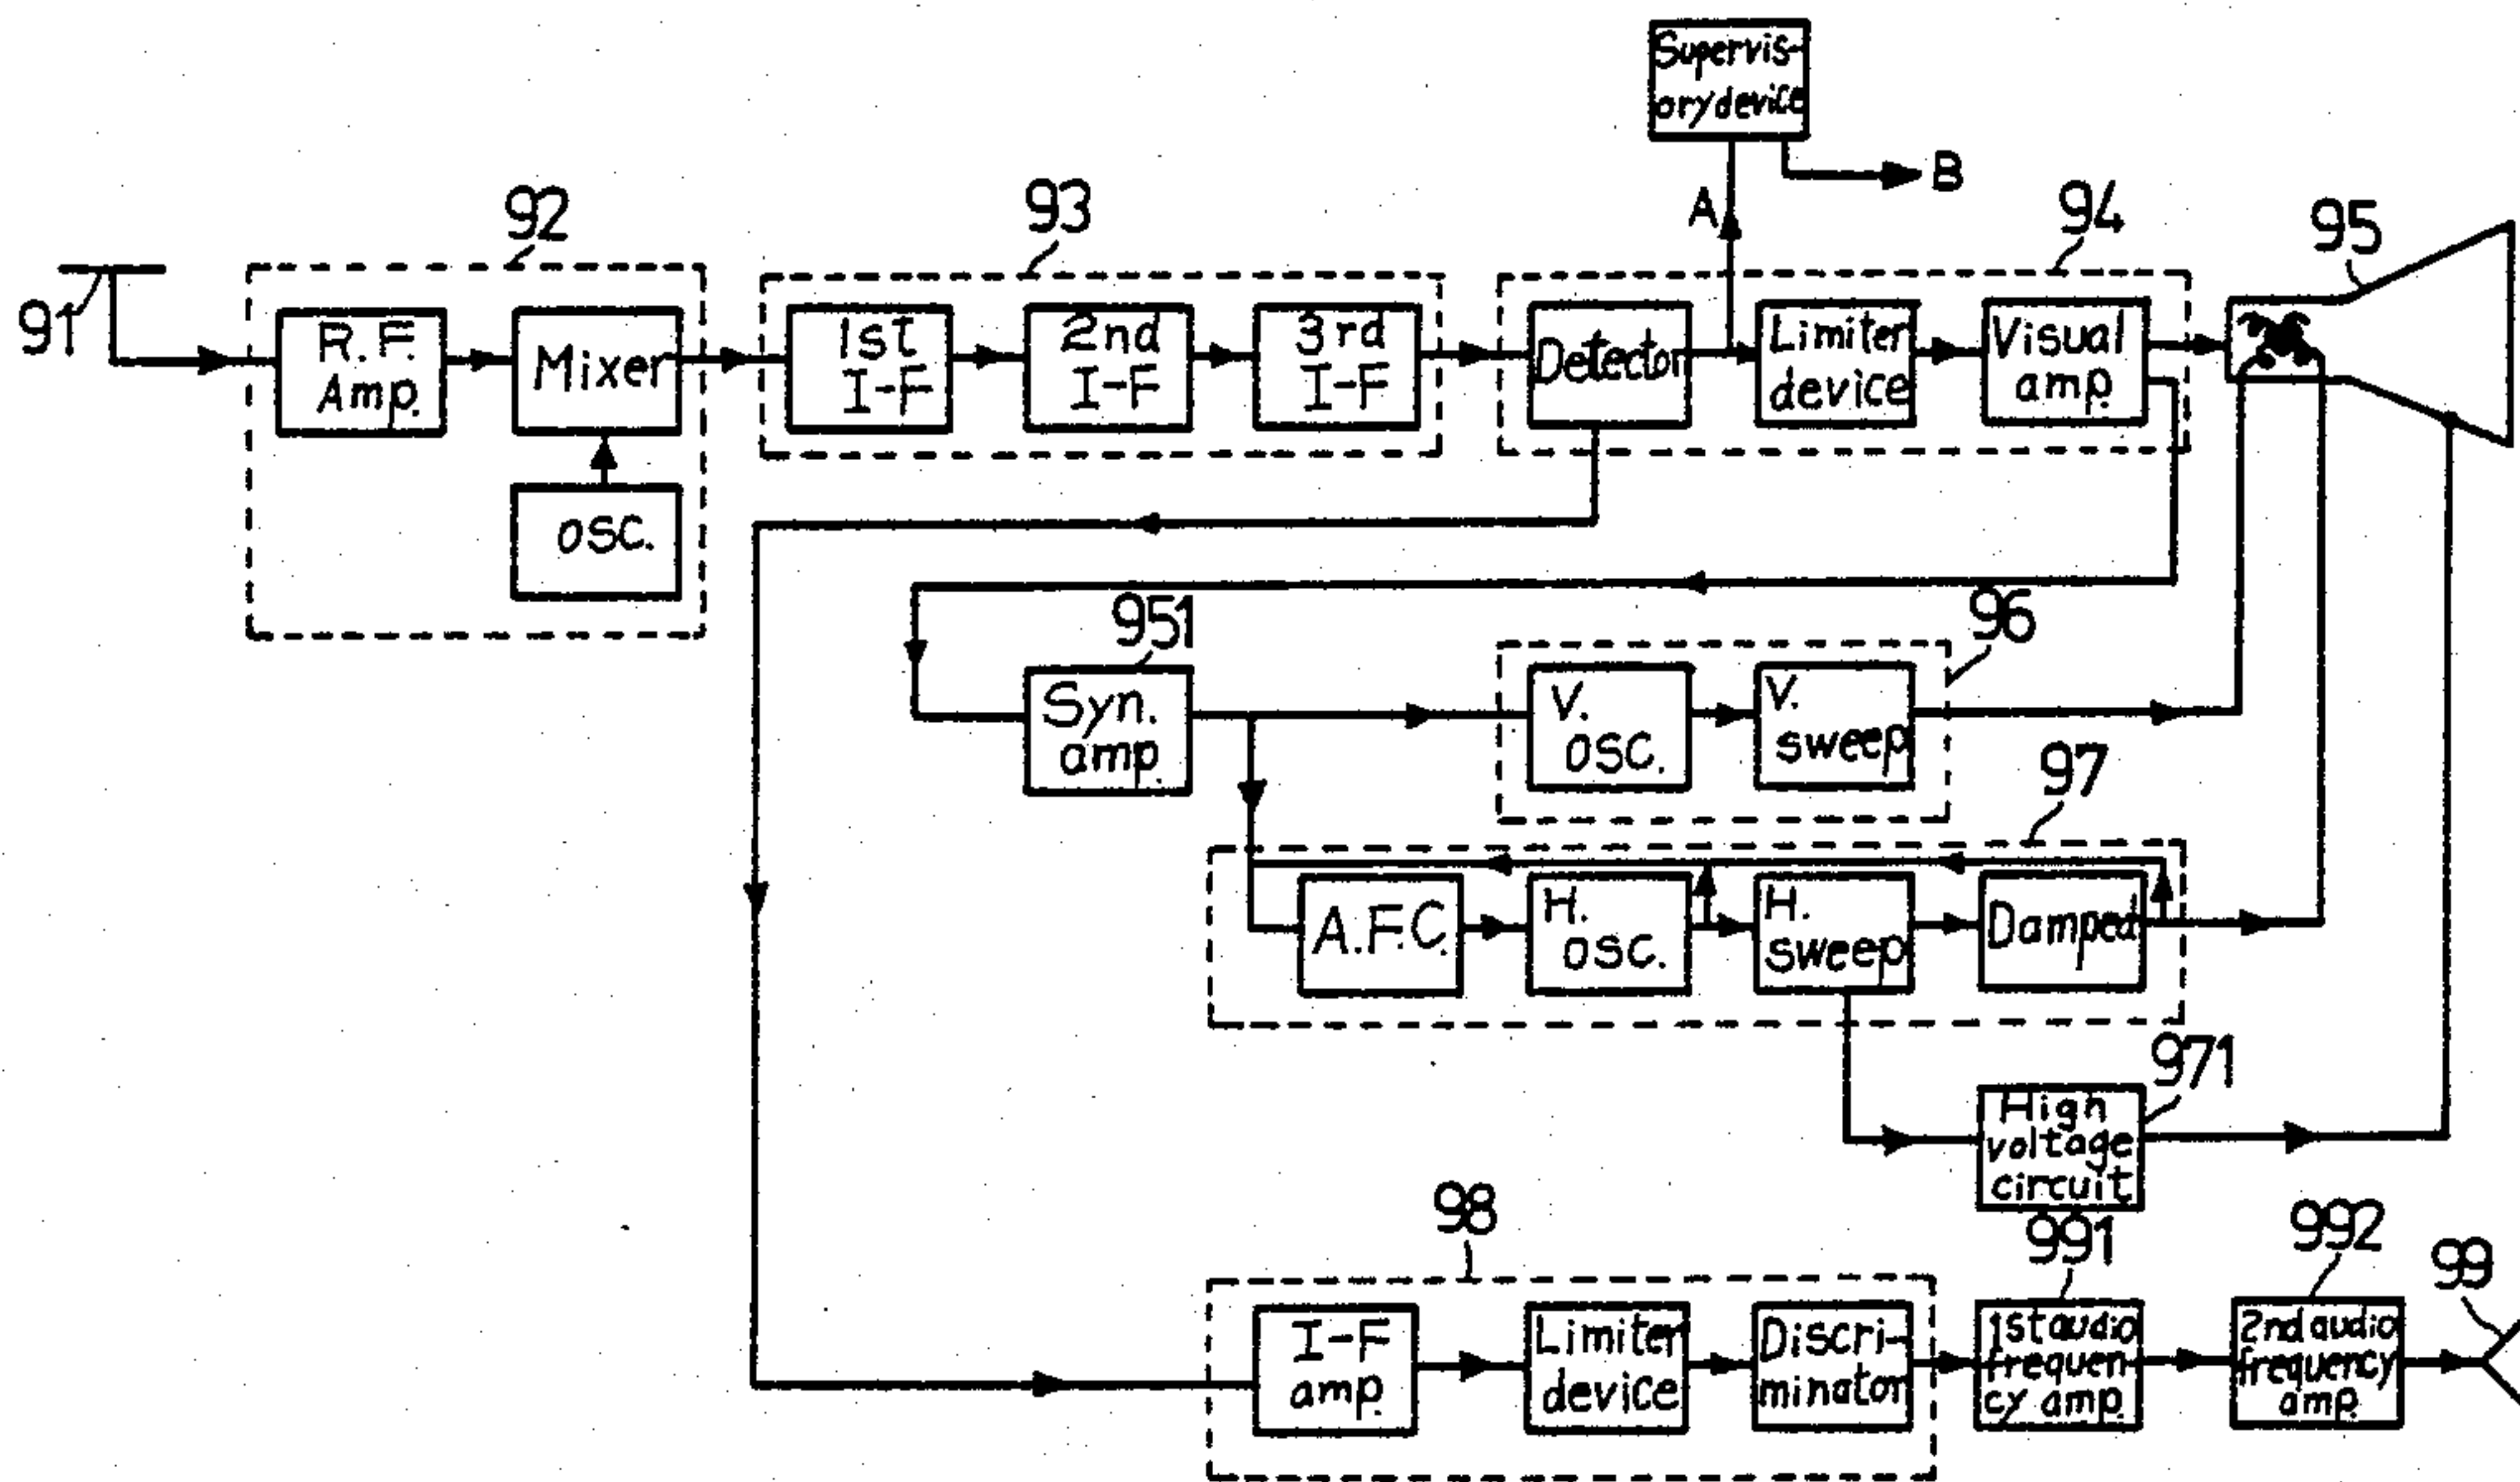 Supervis-
ory device
B
A
92
93
94
95
91
R.F.
Amp.
Mixer
1st
I-F
2nd
I-F
3rd
I-F
Detector
Limiter
device
Visual
amp.
osc.
951
96
Syn.
amp.
V.
osc.
V.
sweep
97
A.F.C.
H.
osc.
H.
sweep
Damped
971
High
voltage
circuit
98
991
992
99
I-F
amp.
Limiter
device
Discri-
minator
1st audio
frequen
cy amp.
2nd audio
frequency
amp.